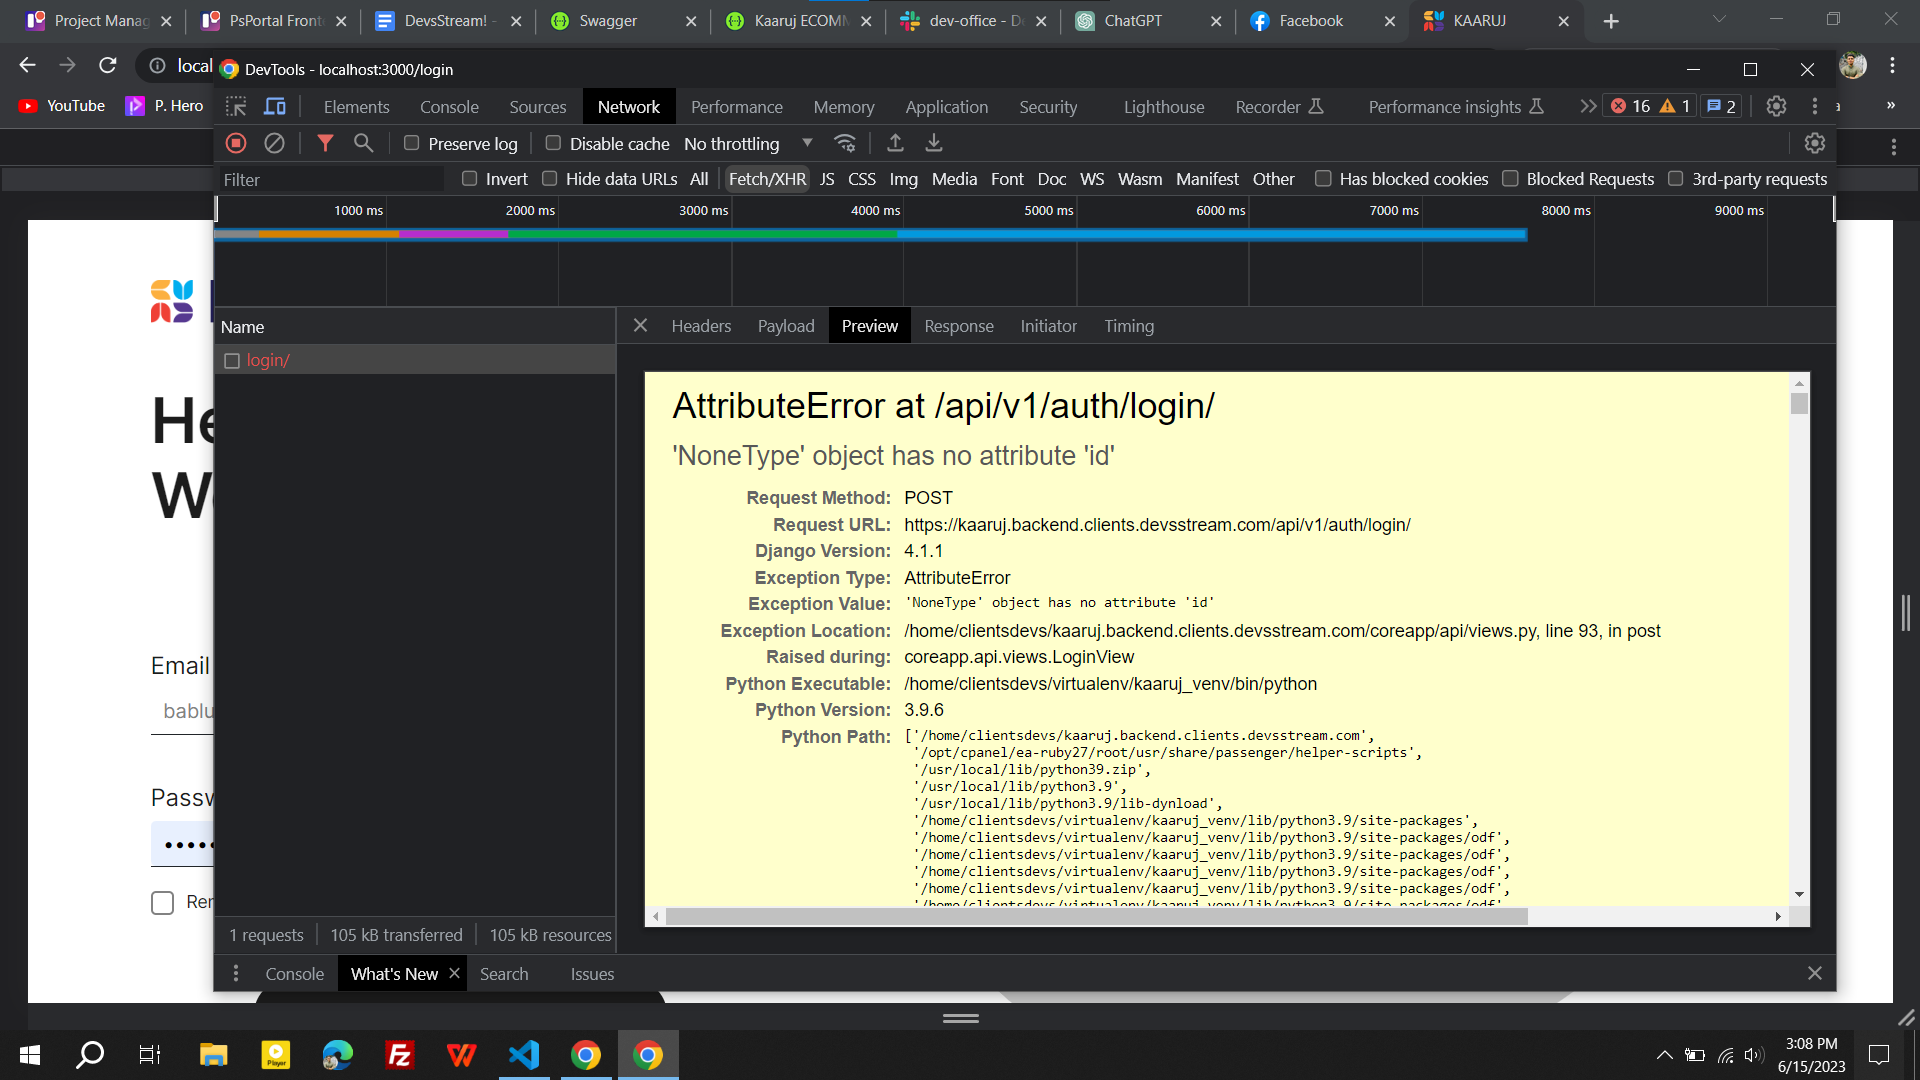 Project Manag
PsPortal Front
DevsStream! -
Swagger
Kaaruj ECOMM
dev-office - De
ChatGPT
Facebook
KAARUJ
local
YouTube
P. Hero
DevTools - localhost:3000/login
Elements
Console
Sources
Network
Performance
Memory
Application
Security
Lighthouse
Recorder
Performance insights
16
1
2
Preserve log
Disable cache
No throttling
Filter
Invert
Hide data URLs
All
Fetch/XHR
JS
CSS
Img
Media
Font
Doc
WS
Wasm
Manifest
Other
Has blocked cookies
Blocked Requests
3rd-party requests
1000 ms
2000 ms
3000 ms
4000 ms
5000 ms
6000 ms
7000 ms
8000 ms
9000 ms
Name
login/
Headers
Payload
Preview
Response
Initiator
Timing
AttributeError at /api/v1/auth/login/
'NoneType' object has no attribute 'id'
Request Method: POST
Request URL: https://kaaruj.backend.clients.devsstream.com/api/v1/auth/login/
Django Version: 4.1.1
Exception Type: AttributeError
Exception Value: 'NoneType' object has no attribute 'id'
Exception Location: /home/clientsdevs/kaaruj.backend.clients.devsstream.com/coreapp/api/views.py, line 93, in post
Raised during: coreapp.api.views.LoginView
Python Executable: /home/clientsdevs/virtualenv/kaaruj_venv/bin/python
Python Version: 3.9.6
Python Path: ['/home/clientsdevs/kaaruj.backend.clients.devsstream.com',
'/opt/cpanel/ea-ruby27/root/usr/share/passenger/helper-scripts',
'/usr/local/lib/python39.zip',
'/usr/local/lib/python3.9',
'/usr/local/lib/python3.9/lib-dynload',
'/home/clientsdevs/virtualenv/kaaruj_venv/lib/python3.9/site-packages',
'/home/clientsdevs/virtualenv/kaaruj_venv/lib/python3.9/site-packages/odf',
'/home/clientsdevs/virtualenv/kaaruj_venv/lib/python3.9/site-packages/odf',
'/home/clientsdevs/virtualenv/kaaruj_venv/lib/python3.9/site-packages/odf',
'/home/clientsdevs/virtualenv/kaaruj_venv/lib/python3.9/site-packages/odf',
'/home/clientsdevs/virtualenv/kaaruj_venv/lib/python3.9/site-packages/odf'
He
We
Email
bablu
Passw
Rem
1 requests
105 kB transferred
105 kB resources
Console
What's New
Search
Issues
Player
3:08 PM
6/15/2023